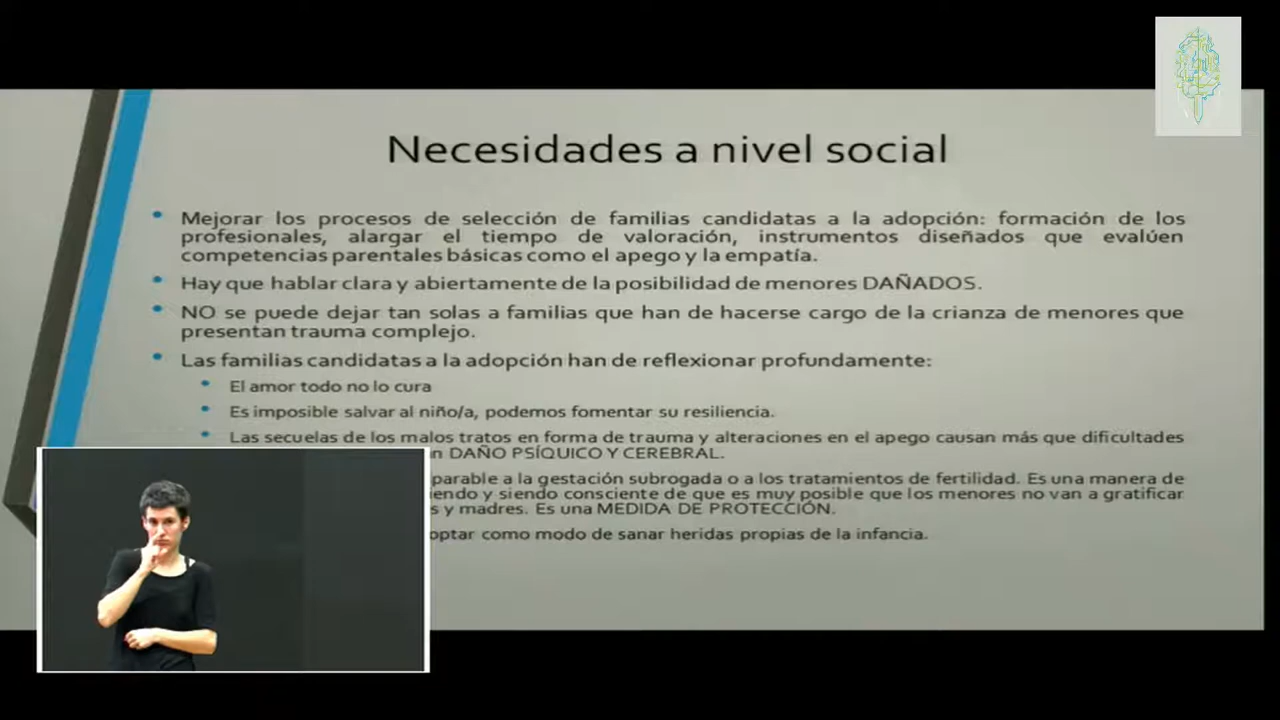 Necesidades a nivel social
• Mejorar los procesos de selección de familias candidatas a la adopción: formación de los
profesionales, alargar el tiempo de valoración, instrumentos diseñados que evalúen
competencias parentales básicas como el apego y la empatía.
• Hay que hablar clara y abiertamente de la posibilidad de menores DAÑADOS.
• NO se puede dejar tan solas a familias que han de hacerse cargo de la crianza de menores que
presentan trauma complejo.
• Las familias candidatas a la adopción han de reflexionar profundamente:
• El amor todo no lo cura
• Es imposible salvar al niño/a, podemos fomentar su resiliencia.
• Las secuelas de los malos tratos en forma de trauma y alteraciones en el apego causan más que dificultades
DAÑO PSÍQUICO Y CEREBRAL.
a la gestación subrogada o a los tratamientos de fertilidad. Es una manera de
y siendo consciente de que es muy posible que los menores no van a gratificar
y madres. Es una MEDIDA DE PROTECCIÓN.
como modo de sanar heridas propias de la infancia.